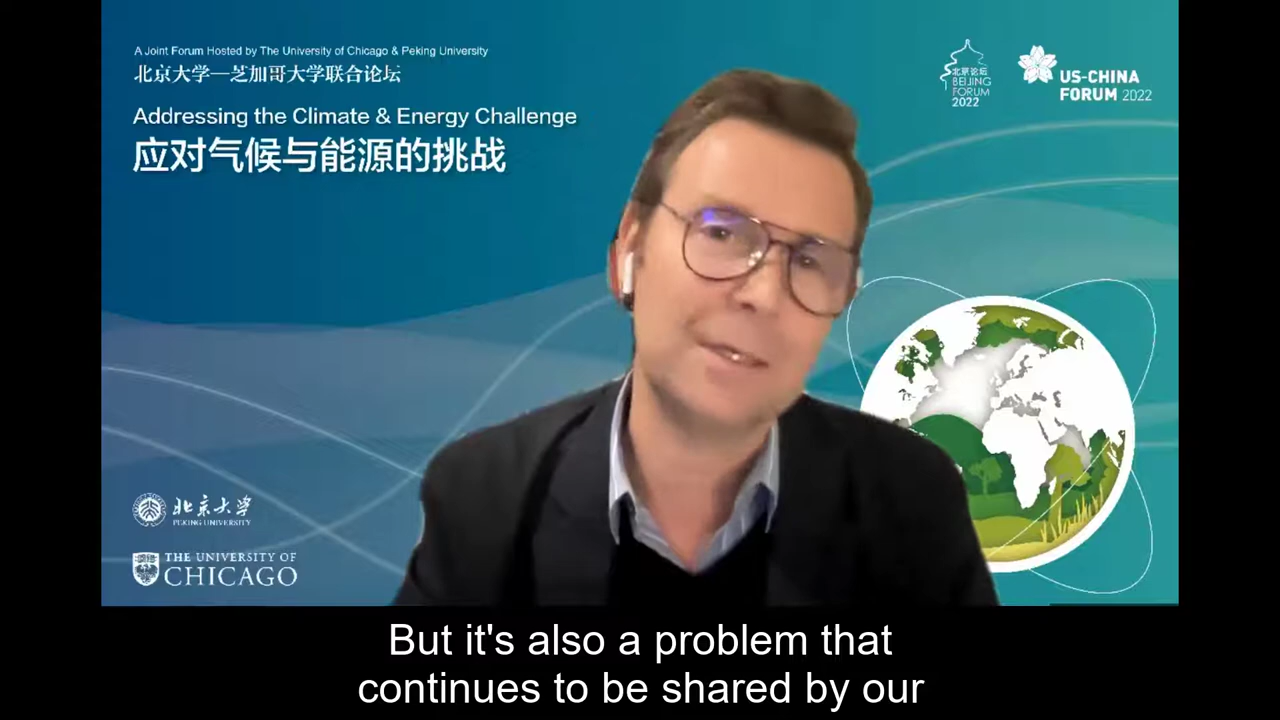 A Joint Forum Hosted by The University of Chicago & Peking University
北京大学—芝加哥大学联合论坛
Addressing the Climate & Energy Challenge
应对气候与能源的挑战
北京论坛
BEIJING
FORUM
2022
US-CHINA
FORUM 2022
北京大学
PEKING UNIVERSITY
THE UNIVERSITY OF
CHICAGO
But it's also a problem that
continues to be shared by our